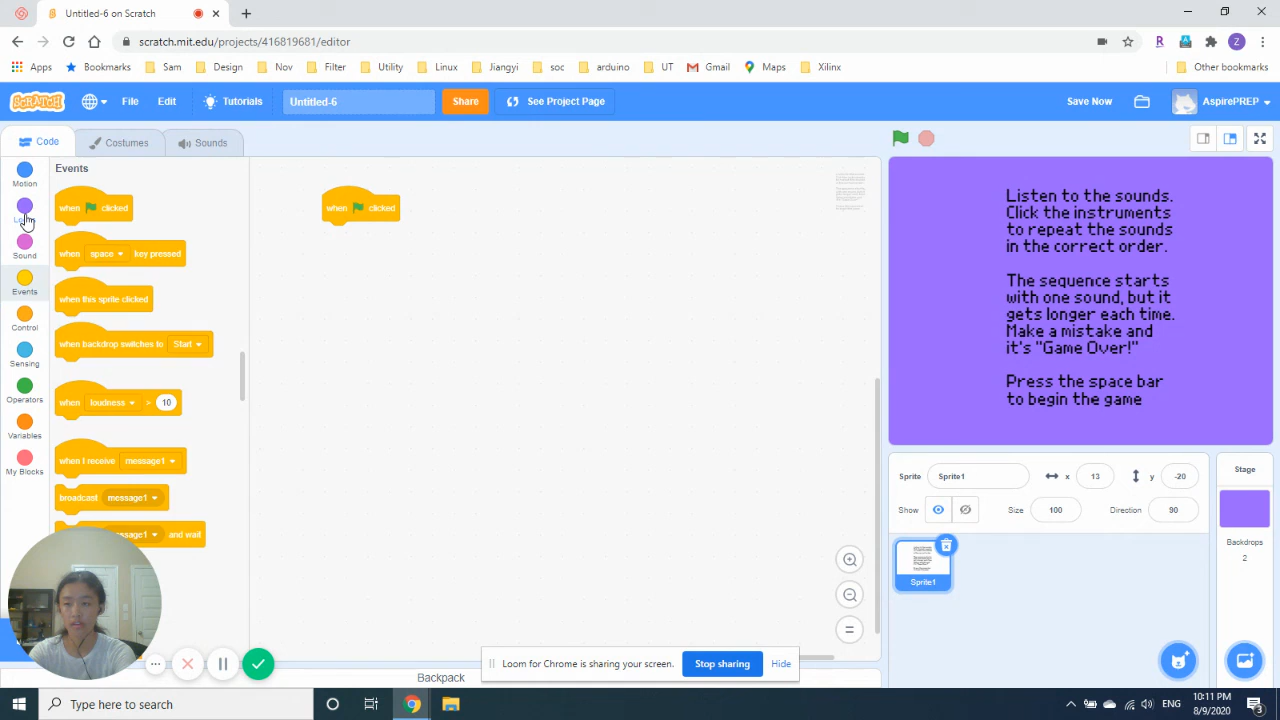 Untitled-6 on Scratch
scratch.mit.edu/projects/416819681/editor
Apps Bookmarks Sam Design Nov Filter Utility Linux Jiangyi soc arduino UT Gmail Maps Xilinx Other bookmarks
R Z
SCRATCH File Edit Tutorials Untitled-6 Share See Project Page Save Now AspirePREP
Code Costumes Sounds
Motion
Looks
Sound
Events
Control
Sensing
Operators
Variables
My Blocks
Events
when clicked
when space key pressed
when this sprite clicked
when backdrop switches to Start
when loudness > 10
when I receive message1
broadcast message1
message1 and wait
when clicked
Listen to the sounds.
Click the instruments
to repeat the sounds
in the correct order.
The sequence starts
with one sound, but it
gets longer each time.
Make a mistake and
it's "Game Over!"
Press the space bar
to begin the game
Sprite Sprite1 x 13 y -20
Show Size 100 Direction 90
Sprite1
Stage
Backdrops
2
Loom for Chrome is sharing your screen. Stop sharing Hide
Backpack
Type here to search
ENG
10:11 PM
8/9/2020
3